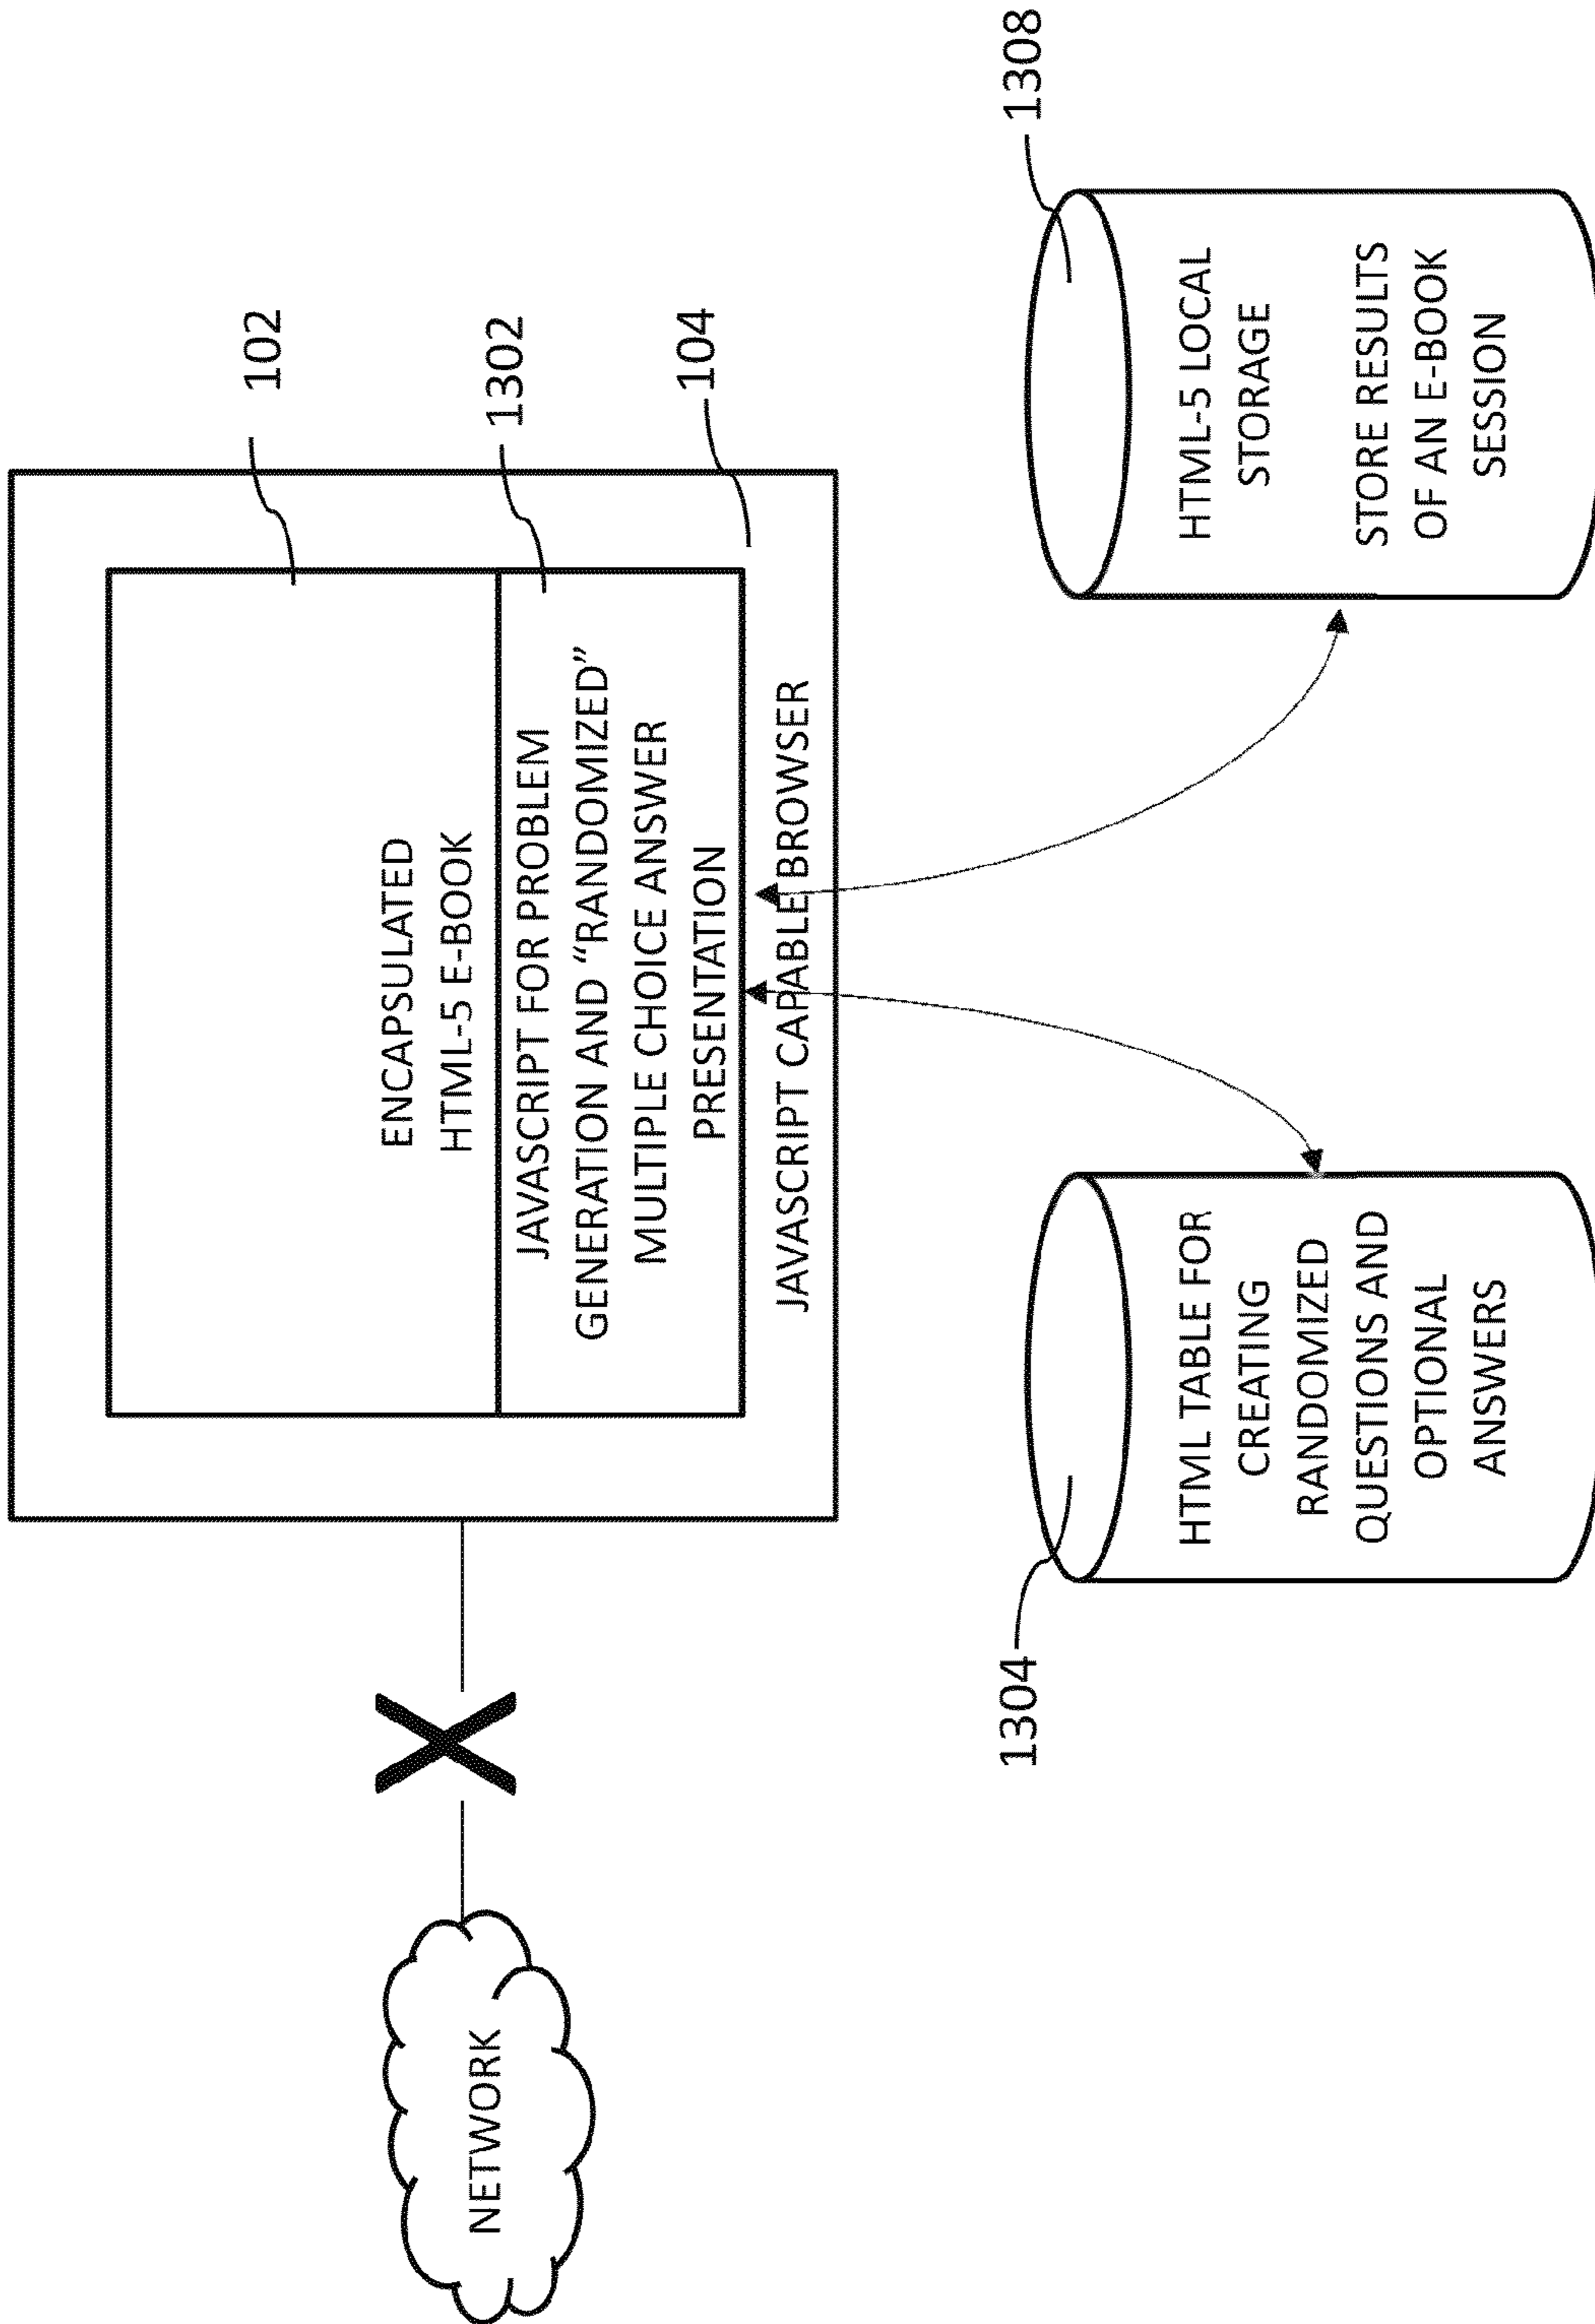 102
1302
104
ENCAPSULATED
HTML-5 E-BOOK
JAVASCRIPT FOR PROBLEM
GENERATION AND “RANDOMIZED”
MULTIPLE CHOICE ANSWER
PRESENTATION
JAVASCRIPT CAPABLE BROWSER
NETWORK
1304
HTML TABLE FOR
CREATING
RANDOMIZED
QUESTIONS AND
OPTIONAL
ANSWERS
1308
HTML-5 LOCAL
STORAGE
STORE RESULTS
OF AN E-BOOK
SESSION